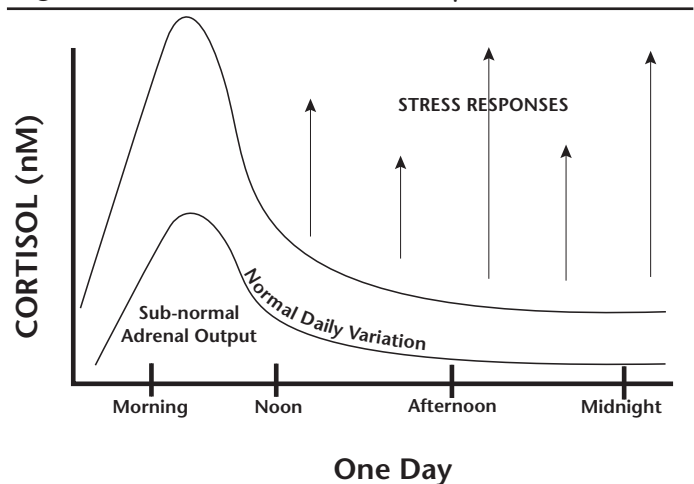 STRESS RESPONSES
CORTISOL (nM)
Normal Daily Variation
Sub-normal
Adrenal Output
Morning
Noon
Afternoon
Midnight
One Day